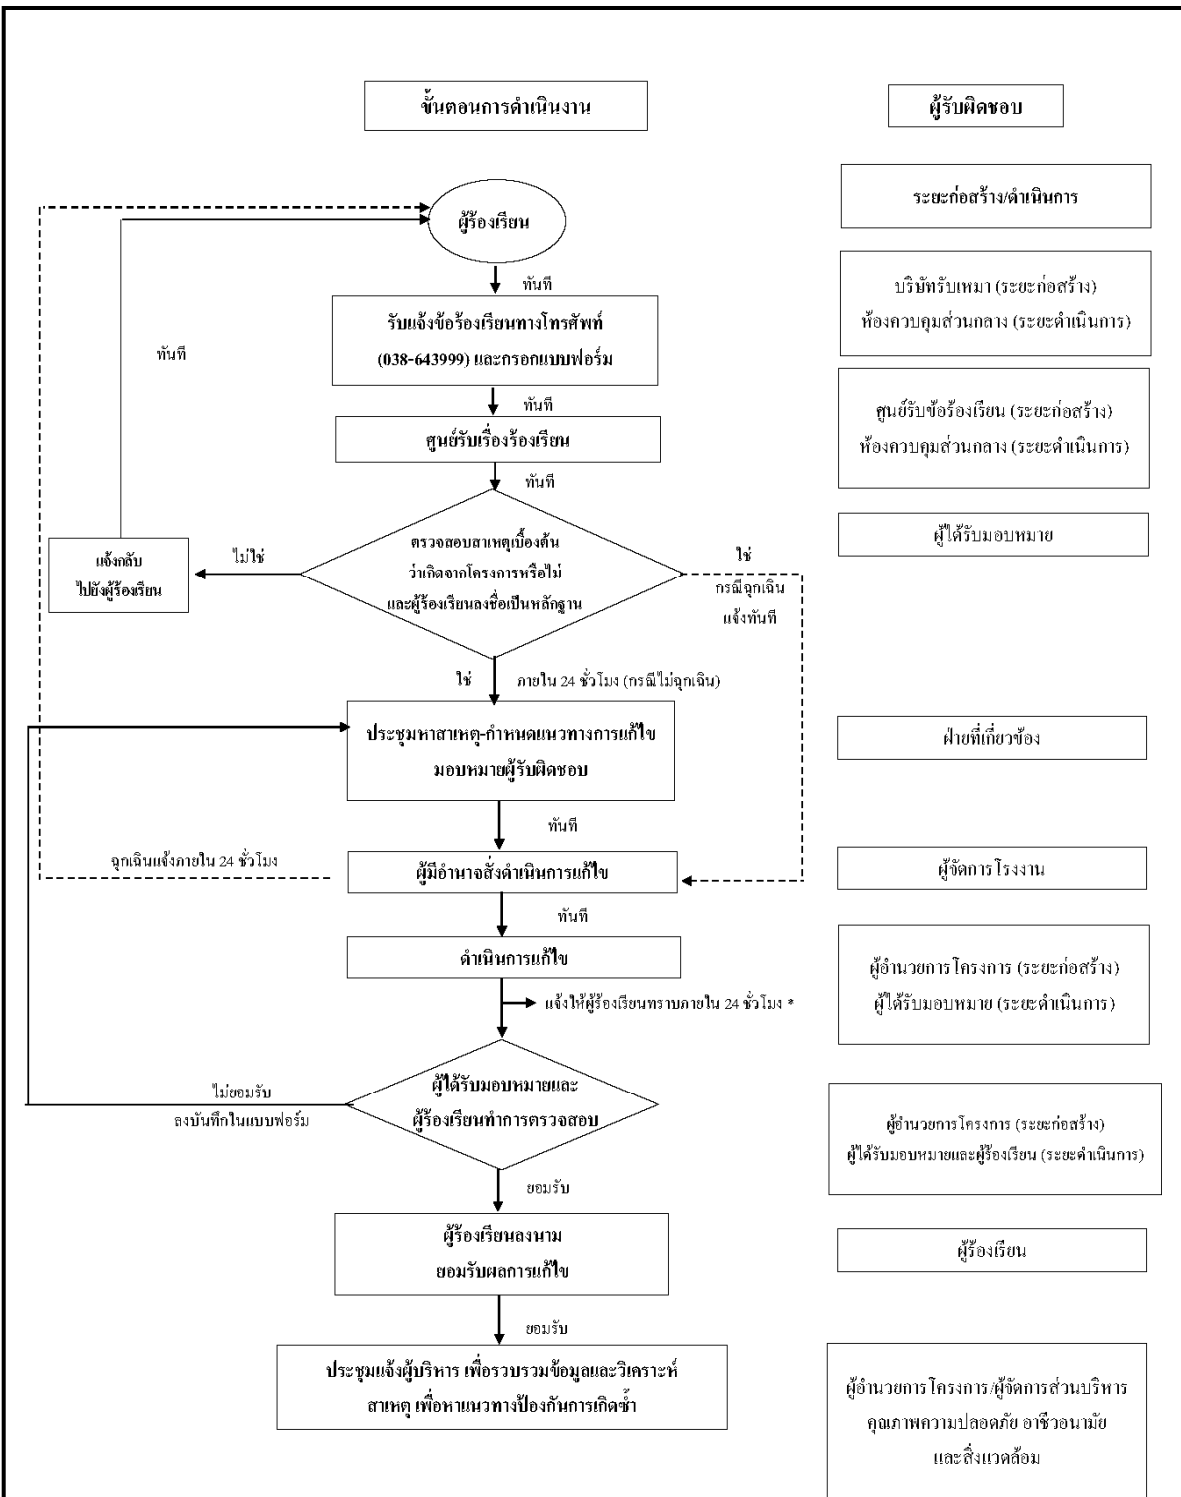 ขั้นตอนการดำเนินงาน
ผู้รับผิดชอบ
ระยะก่อสร้าง/ดำเนินการ
ผู้ร้องเรียน
ทันที
บริษัทรับเหมา (ระยะก่อสร้าง)
ห้องควบคุมส่วนกลาง (ระยะดำเนินการ)
รับแจ้งข้อร้องเรียนทางโทรศัพท์
(038-643999) และกรอกแบบฟอร์ม
ทันที
ทันที
ศูนย์รับข้อร้องเรียน (ระยะก่อสร้าง)
ห้องควบคุมส่วนกลาง (ระยะดำเนินการ)
ศูนย์รับเรื่องร้องเรียน
ทันที
ผู้ได้รับมอบหมาย
ตรวจสอบสาเหตุเบื้องต้น
ว่าเกิดจากโครงการหรือไม่
และผู้ร้องเรียนลงชื่อเป็นหลักฐาน
ไม่ใช่
แจ้งกลับ
ไปยังผู้ร้องเรียน
ใช่
กรณีฉุกเฉิน
แจ้งทันที
ใช่
ภายใน 24 ชั่วโมง (กรณีไม่ฉุกเฉิน)
ประชุมหาสาเหตุ-กำหนดแนวทางการแก้ไข
มอบหมายผู้รับผิดชอบ
ฝ่ายที่เกี่ยวข้อง
ทันที
ฉุกเฉินแจ้งภายใน 24 ชั่วโมง
ผู้มีอำนาจสั่งดำเนินการแก้ไข
ผู้จัดการโรงงาน
ทันที
ดำเนินการแก้ไข
ผู้อำนวยการโครงการ (ระยะก่อสร้าง)
ผู้ได้รับมอบหมาย (ระยะดำเนินการ)
แจ้งให้ผู้ร้องเรียนทราบภายใน 24 ชั่วโมง *
ผู้ได้รับมอบหมายและ
ผู้ร้องเรียนทำการตรวจสอบ
ไม่ยอมรับ
ลงบันทึกในแบบฟอร์ม
ผู้อำนวยการโครงการ (ระยะก่อสร้าง)
ผู้ได้รับมอบหมายและผู้ร้องเรียน (ระยะดำเนินการ)
ยอมรับ
ผู้ร้องเรียนลงนาม
ยอมรับผลการแก้ไข
ผู้ร้องเรียน
ยอมรับ
ประชุมแจ้งผู้บริหาร เพื่อรวบรวมข้อมูลและวิเคราะห์
สาเหตุ เพื่อหาแนวทางป้องกันการเกิดซ้ำ
ผู้อำนวยการโครงการ/ผู้จัดการส่วนบริหาร
คุณภาพความปลอดภัย อาชีวอนามัย
และสิ่งแวดล้อม